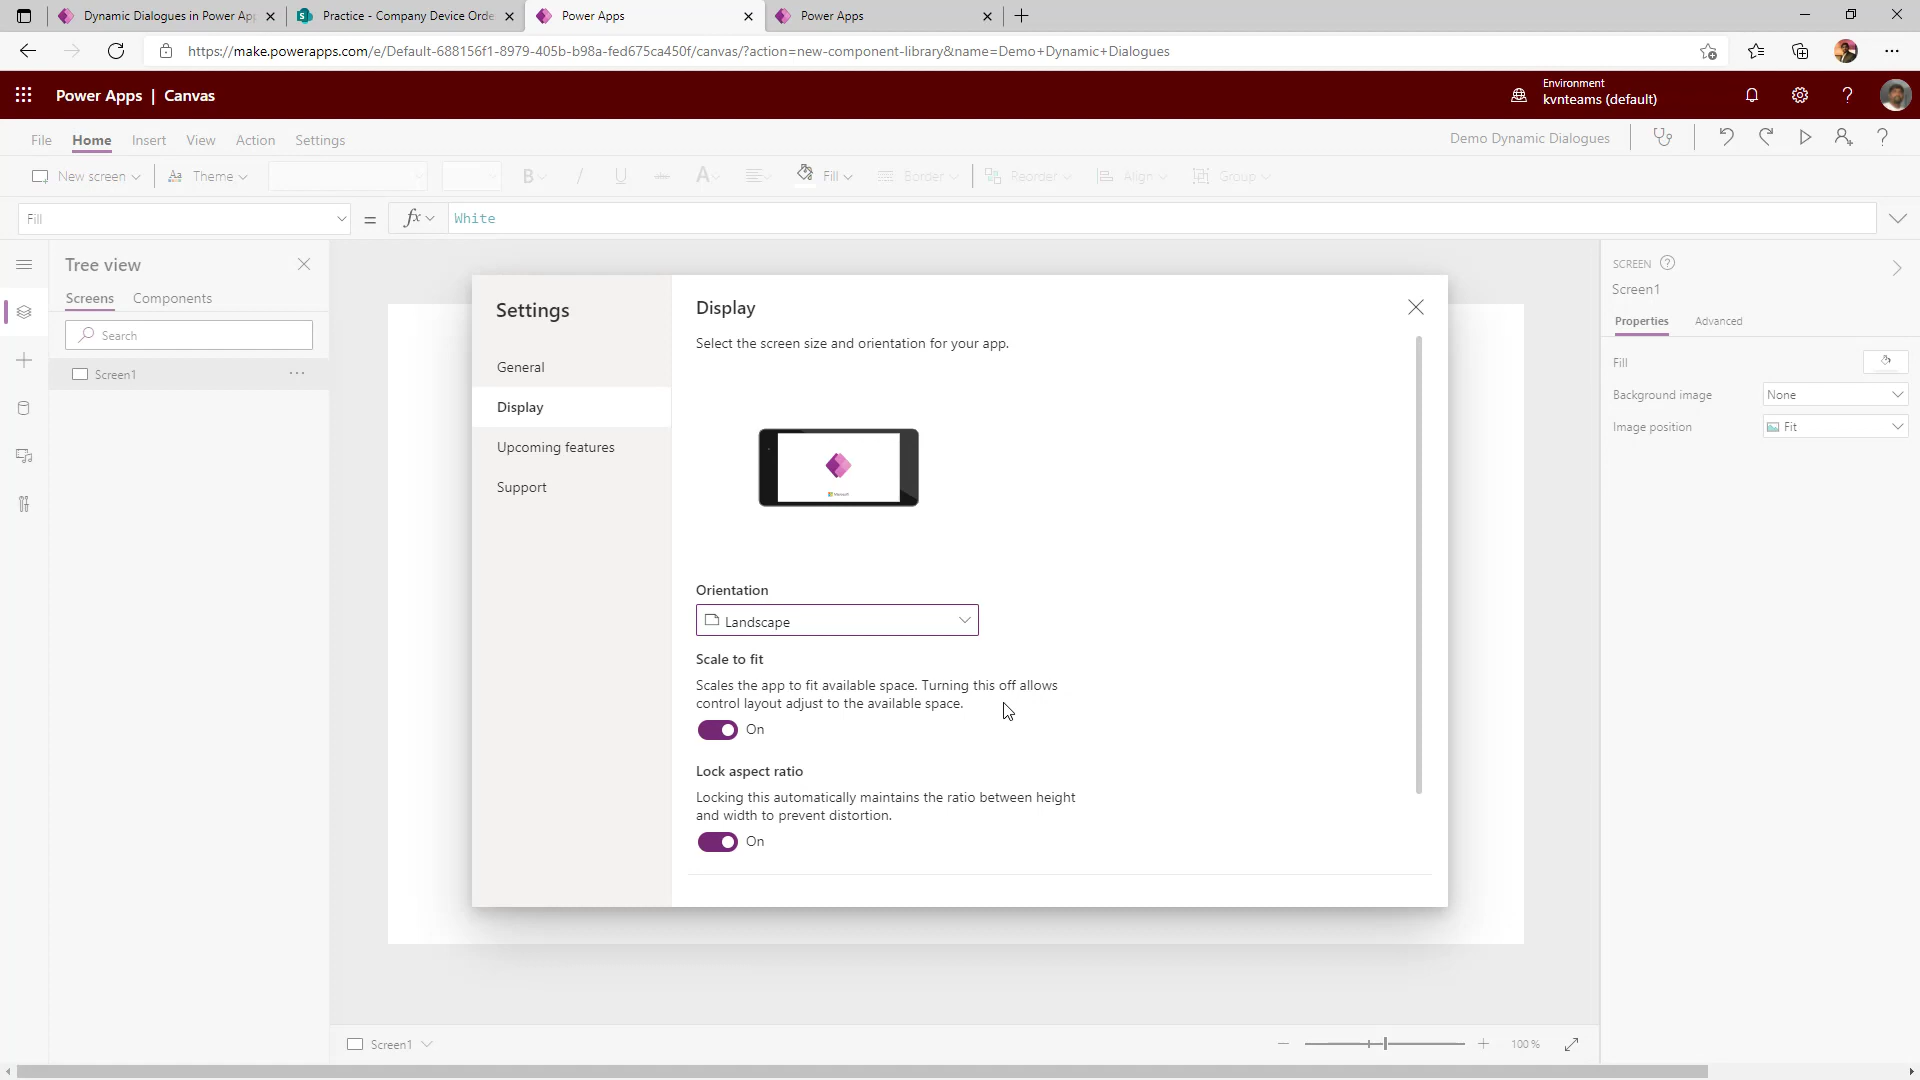 Dynamic Dialogues in Power App
Practice - Company Device Orde
Power Apps
Power Apps
https://make.powerapps.com/e/Default-688156f1-8979-405b-b98a-fed675ca450f/canvas/?action=new-component-library&name=Demo+Dynamic+Dialogues
Power Apps | Canvas
Environment
kvnteams (default)
File
Home
Insert
View
Action
Settings
Demo Dynamic Dialogues
New screen
Theme
Fill
Border
Reorder
Align
Group
Fill
=
fx
White
Tree view
Screens
Components
Search
Screen1
Settings
General
Display
Upcoming features
Support
Display
Select the screen size and orientation for your app.
Microsoft
Orientation
Landscape
Scale to fit
Scales the app to fit available space. Turning this off allows
control layout adjust to the available space.
On
Lock aspect ratio
Locking this automatically maintains the ratio between height
and width to prevent distortion.
On
SCREEN
Screen1
Properties
Advanced
Fill
Background image
None
Image position
Fit
Screen1
100 %